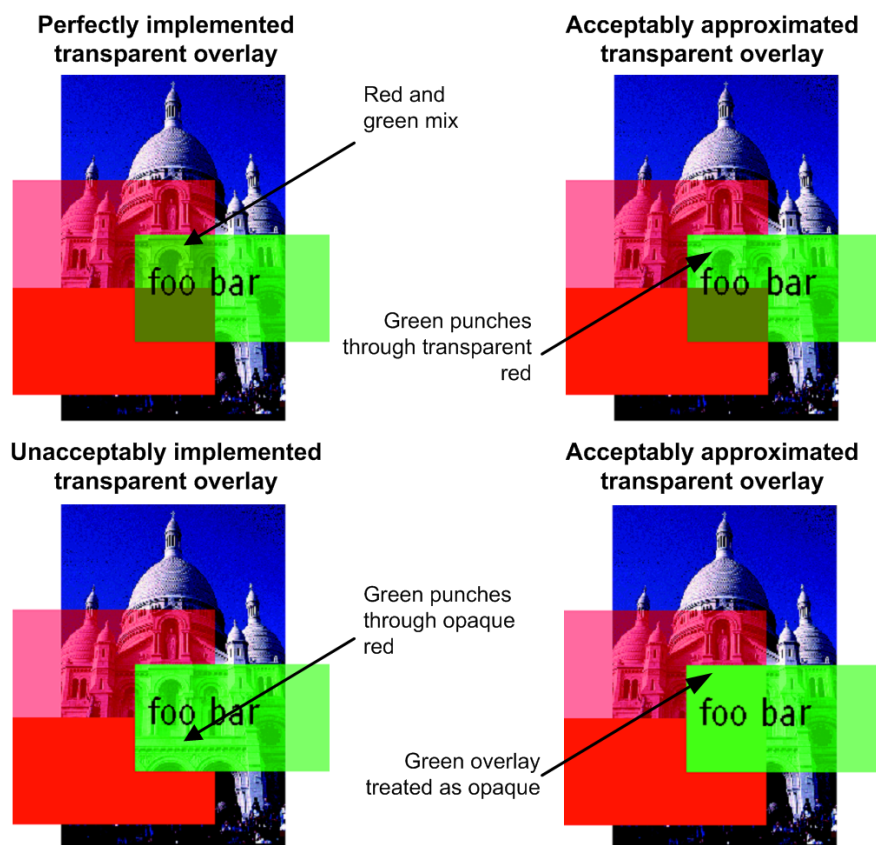 Perfectly implemented
transparent overlay
Acceptably approximated
transparent overlay
Red and
green mix
foo bar
foo bar
Green punches
through transparent
red
Unacceptably implemented
transparent overlay
Acceptably approximated
transparent overlay
Green punches
through opaque
red
foo bar
foo bar
Green overlay
treated as opaque